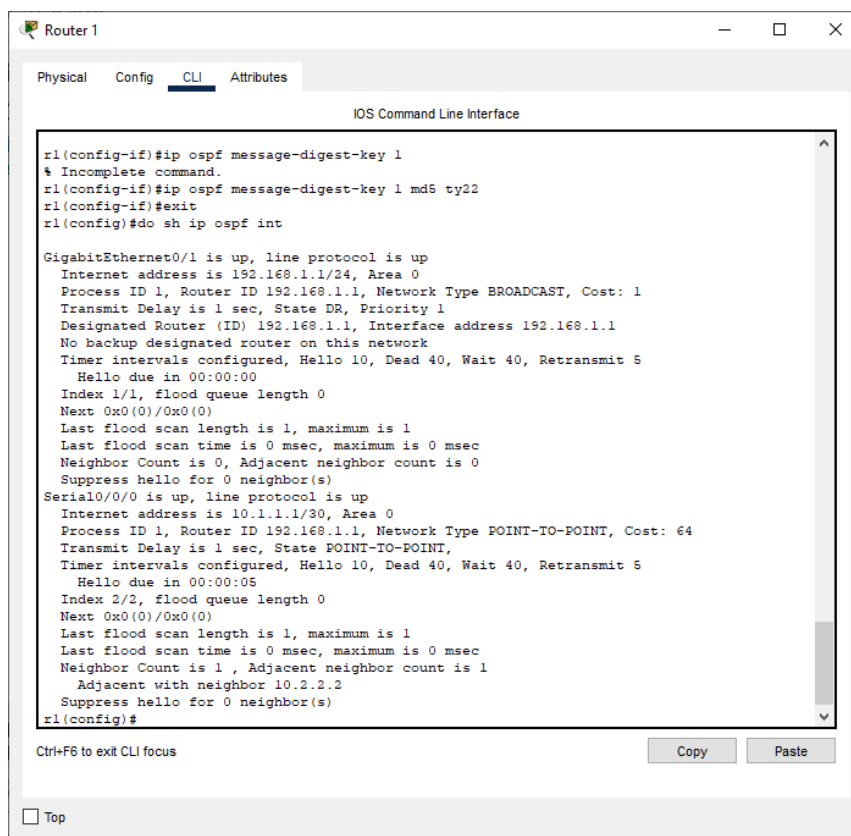 Router 1
Physical Config CLI Attributes
IOS Command Line Interface
r1(config-if)#ip ospf message-digest-key 1
% Incomplete command.
r1(config-if)#ip ospf message-digest-key 1 md5 ty22
r1(config-if)#exit
r1(config)#do sh ip ospf int
GigabitEthernet0/1 is up, line protocol is up
Internet address is 192.168.1.1/24, Area 0
Process ID 1, Router ID 192.168.1.1, Network Type BROADCAST, Cost: 1
Transmit Delay is 1 sec, State DR, Priority 1
Designated Router (ID) 192.168.1.1, Interface address 192.168.1.1
No backup designated router on this network
Timer intervals configured, Hello 10, Dead 40, Wait 40, Retransmit 5
Hello due in 00:00:00
Index 1/1, flood queue length 0
Next 0x0(0)/0x0(0)
Last flood scan length is 1, maximum is 1
Last flood scan time is 0 msec, maximum is 0 msec
Neighbor Count is 0, Adjacent neighbor count is 0
Suppress hello for 0 neighbor(s)
Serial0/0/0 is up, line protocol is up
Internet address is 10.1.1.1/30, Area 0
Process ID 1, Router ID 192.168.1.1, Network Type POINT-TO-POINT, Cost: 64
Transmit Delay is 1 sec, State POINT-TO-POINT,
Timer intervals configured, Hello 10, Dead 40, Wait 40, Retransmit 5
Hello due in 00:00:05
Index 2/2, flood queue length 0
Next 0x0(0)/0x0(0)
Last flood scan length is 1, maximum is 1
Last flood scan time is 0 msec, maximum is 0 msec
Neighbor Count is 1 , Adjacent neighbor count is 1
Adjacent with neighbor 10.2.2.2
Suppress hello for 0 neighbor(s)
r1(config)#
Ctrl+F6 to exit CLI focus
Copy Paste
Top